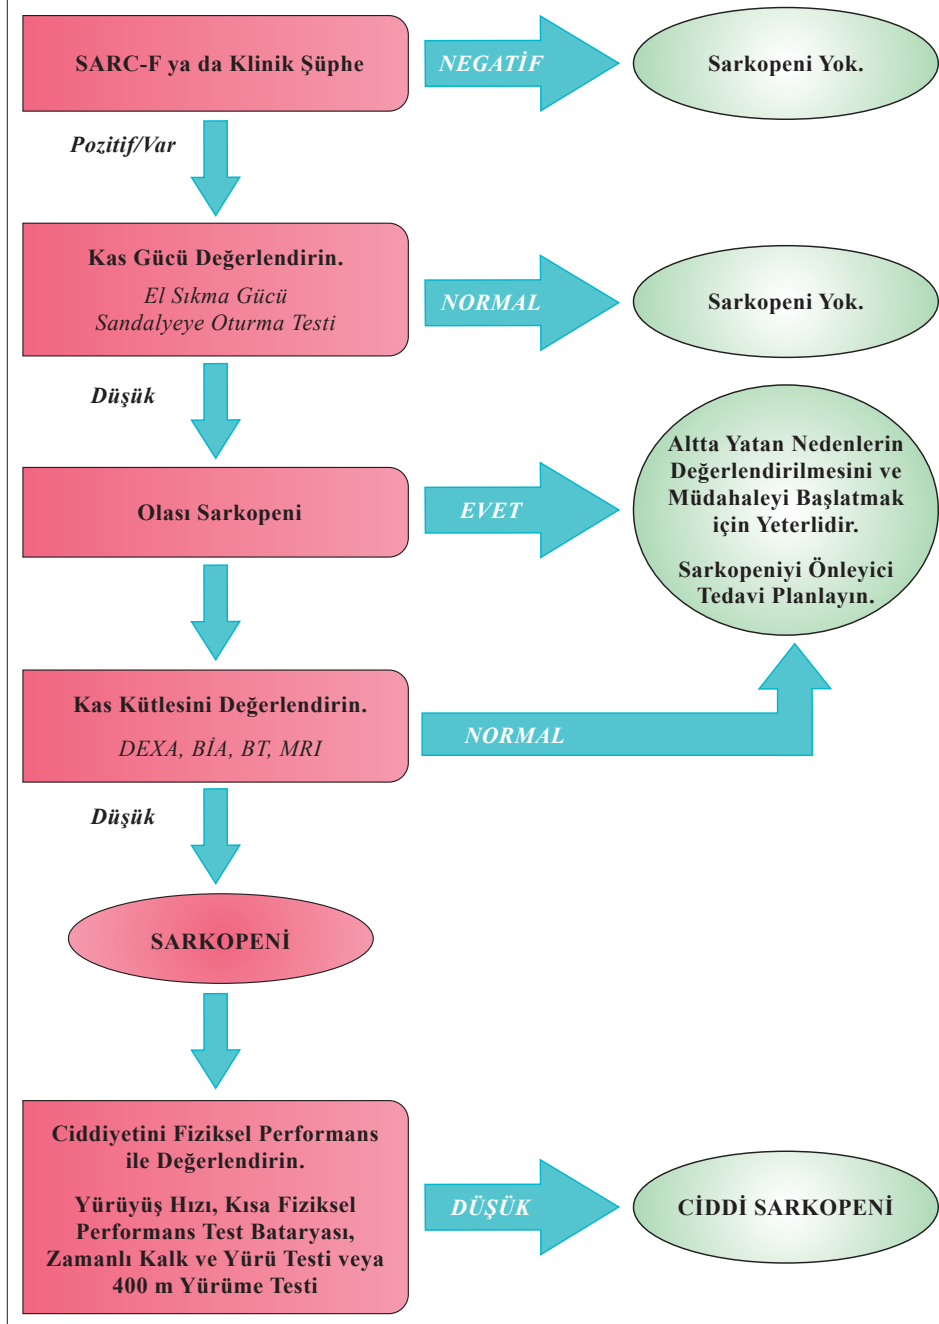 SARC-F ya da Klinik Şüphe
NEGATİF
Sarkopeni Yok.
Pozitif/Var
Kas Gücü Değerlendirin.
El Sıkma Gücü
Sandalyeye Oturma Testi
NORMAL
Sarkopeni Yok.
Düşük
Olası Sarkopeni
EVET
Altta Yatan Nedenlerin
Değerlendirilmesini ve
Müdahaleyi Başlatmak
için Yeterlidir.
Sarkopeniyi Önleyici
Tedavi Planlayın.
Kas Kütlesini Değerlendirin.
DEXA, BİA, BT, MRI
NORMAL
Düşük
SARKOPENİ
Ciddiyetini Fiziksel Performans
ile Değerlendirin.
Yürüyüş Hızı, Kısa Fiziksel
Performans Test Bataryası,
Zamanlı Kalk ve Yürü Testi veya
400 m Yürüme Testi
DÜŞÜK
CİDDİ SARKOPENİ